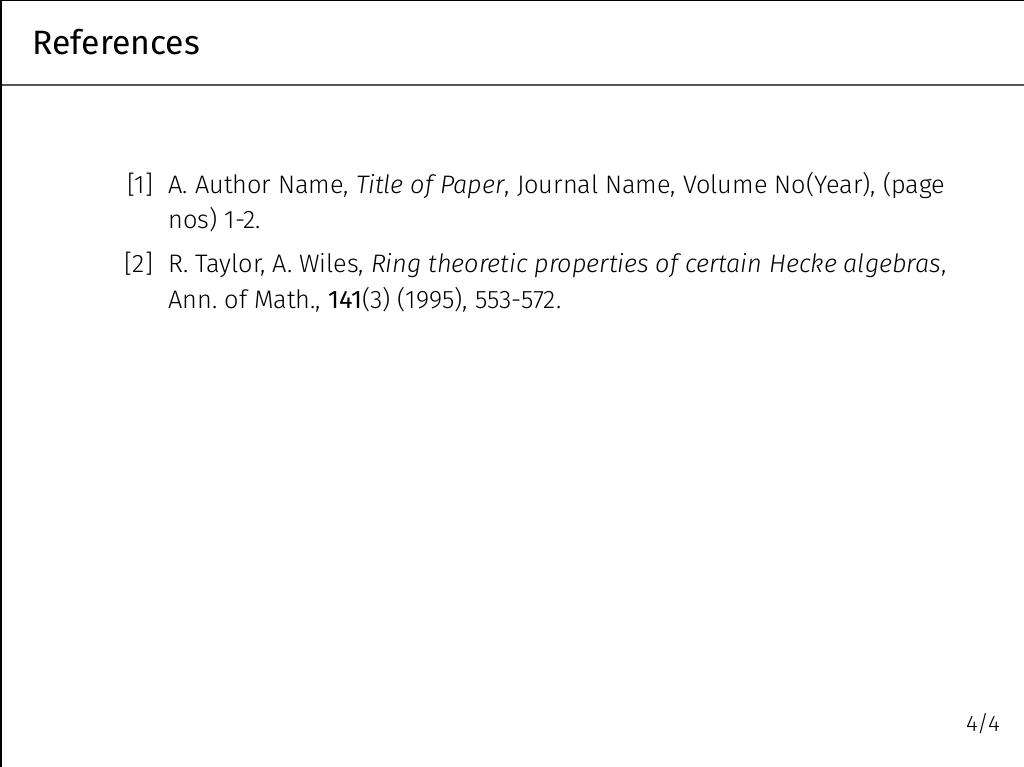 References
[1] A. Author Name, Title of Paper, Journal Name, Volume No(Year), (page
nos) 1-2.
[2] R. Taylor, A. Wiles, Ring theoretic properties of certain Hecke algebras,
Ann. of Math., 141(3) (1995), 553-572.
4/4